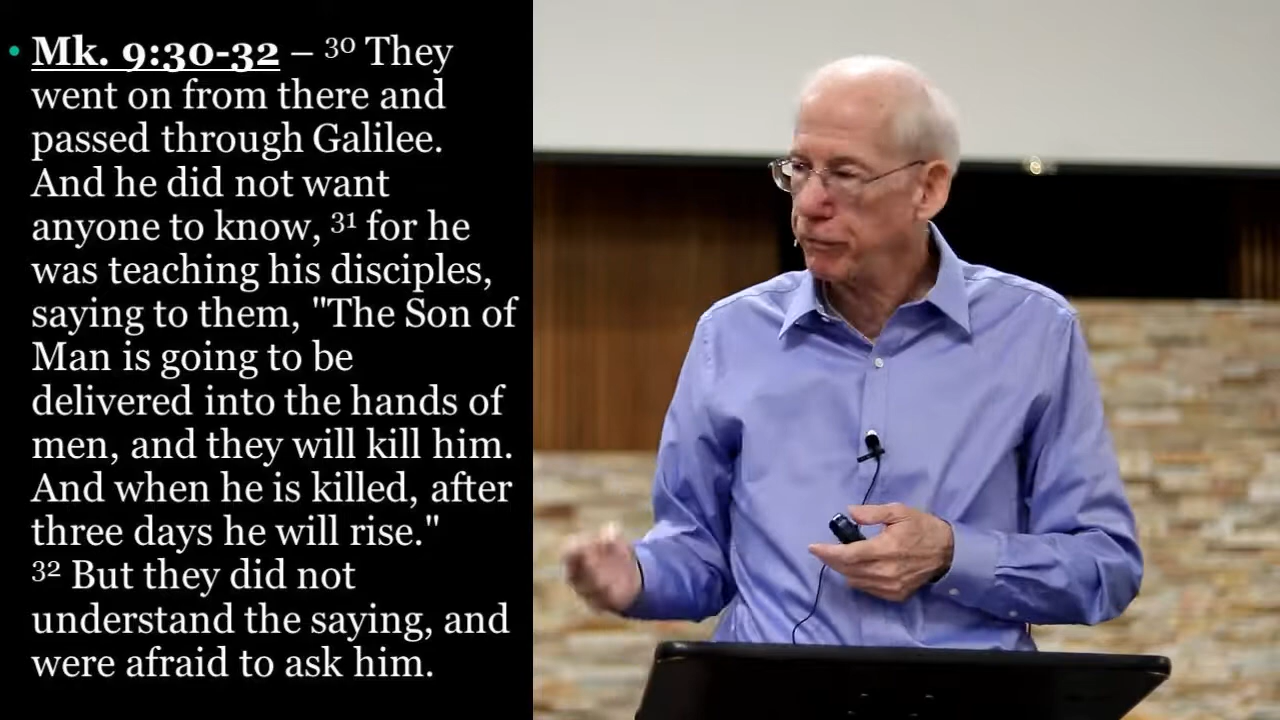 • Mk. 9:30-32 – ³⁰ They
went on from there and
passed through Galilee.
And he did not want
anyone to know, ³¹ for he
was teaching his disciples,
saying to them, "The Son of
Man is going to be
delivered into the hands of
men, and they will kill him.
And when he is killed, after
three days he will rise."
³² But they did not
understand the saying, and
were afraid to ask him.